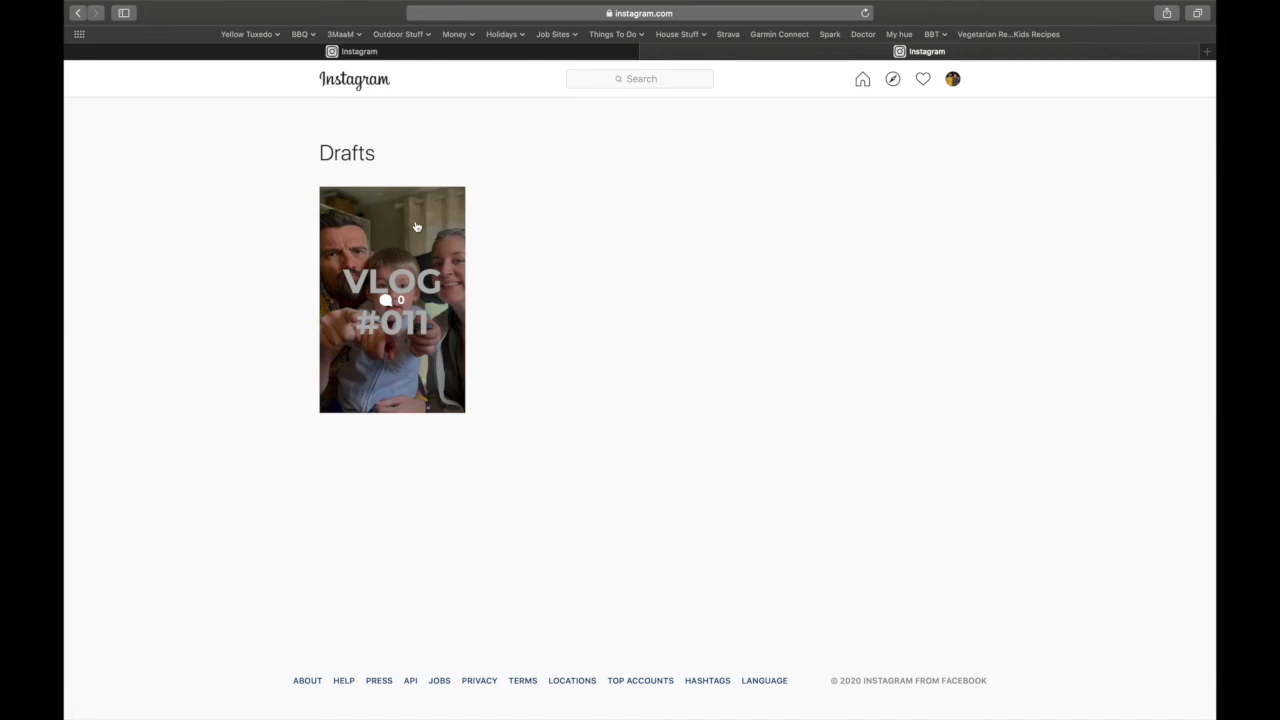 instagram.com
Yellow Tuxedo BBQ 3MaaM Outdoor Stuff Money Holidays Job Sites Things To Do House Stuff Strava Garmin Connect Spark Doctor My hue BBT Vegetarian Re...Kids Recipes
Instagram Instagram
Instagram Search
Drafts
VLOG
0
#011
ABOUT HELP PRESS API JOBS PRIVACY TERMS LOCATIONS TOP ACCOUNTS HASHTAGS LANGUAGE © 2020 INSTAGRAM FROM FACEBOOK